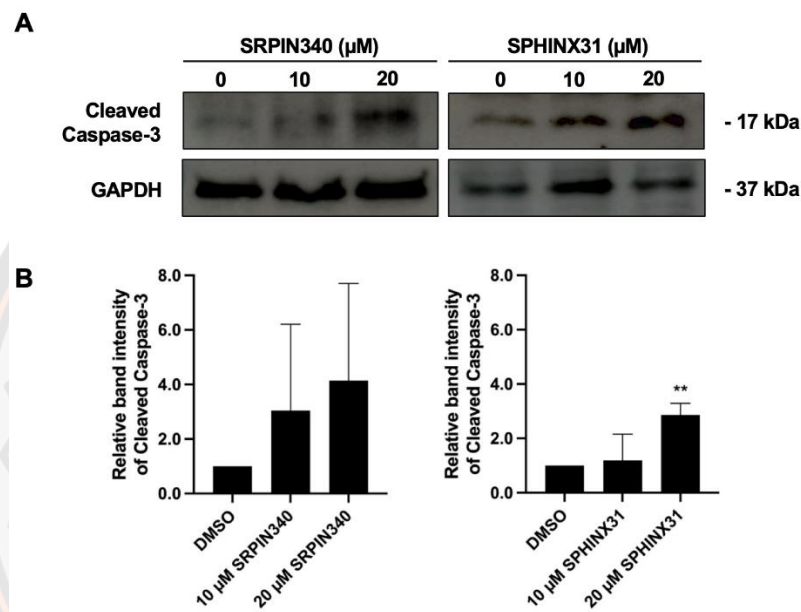 A
SRPIN340 (µM)
SPHINX31 (µM)
0 10 20
0 10 20
Cleaved
Caspase-3
- 17 kDa
GAPDH
- 37 kDa
B
Relative band intensity
of Cleaved Caspase-3
8.0
6.0
4.0
2.0
0.0
DMSO
10 µM SRPIN340
20 µM SRPIN340
Relative band intensity
of Cleaved Caspase-3
8.0
6.0
4.0
2.0
0.0
**
DMSO
10 µM SPHINX31
20 µM SPHINX31